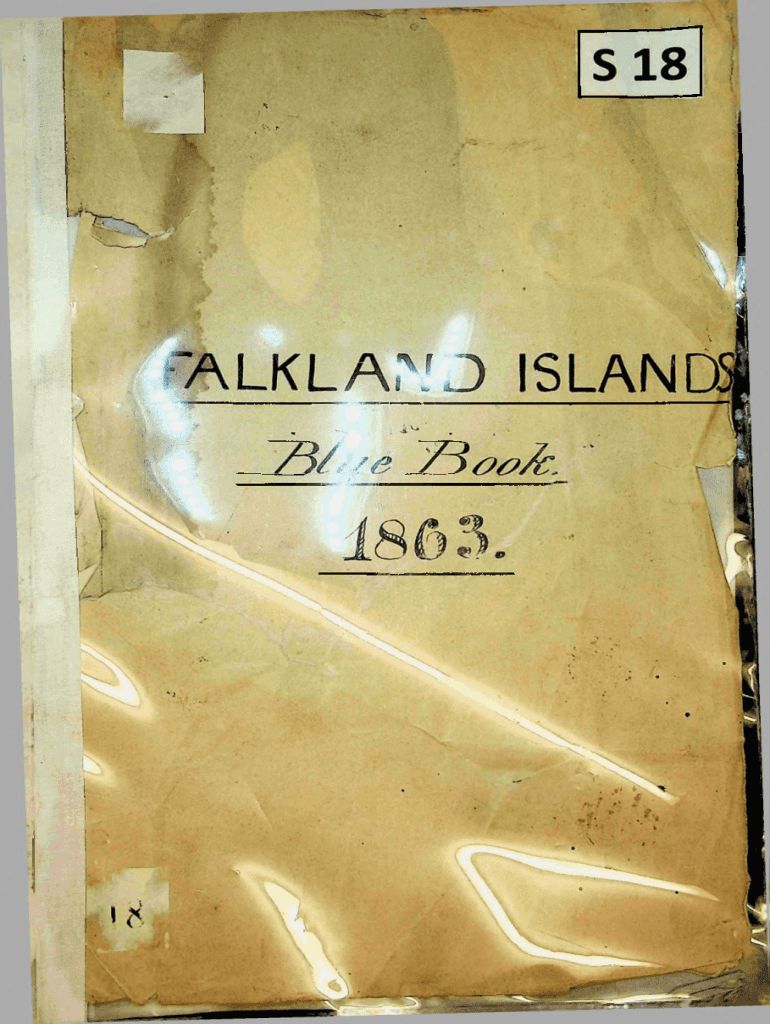 S 18
FALKLAND ISLANDS
Blue Book.
1863.
18